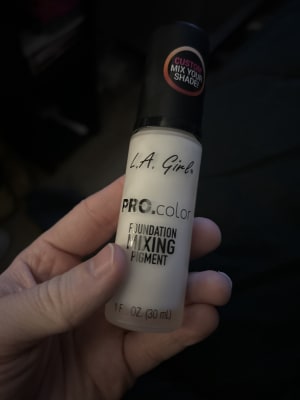 CUSTOM
MIX YOUR
SHADE!
L.A. Girl
PRO.color
FOUNDATION
MIXING
PIGMENT
1 FL. OZ. (30 mL)